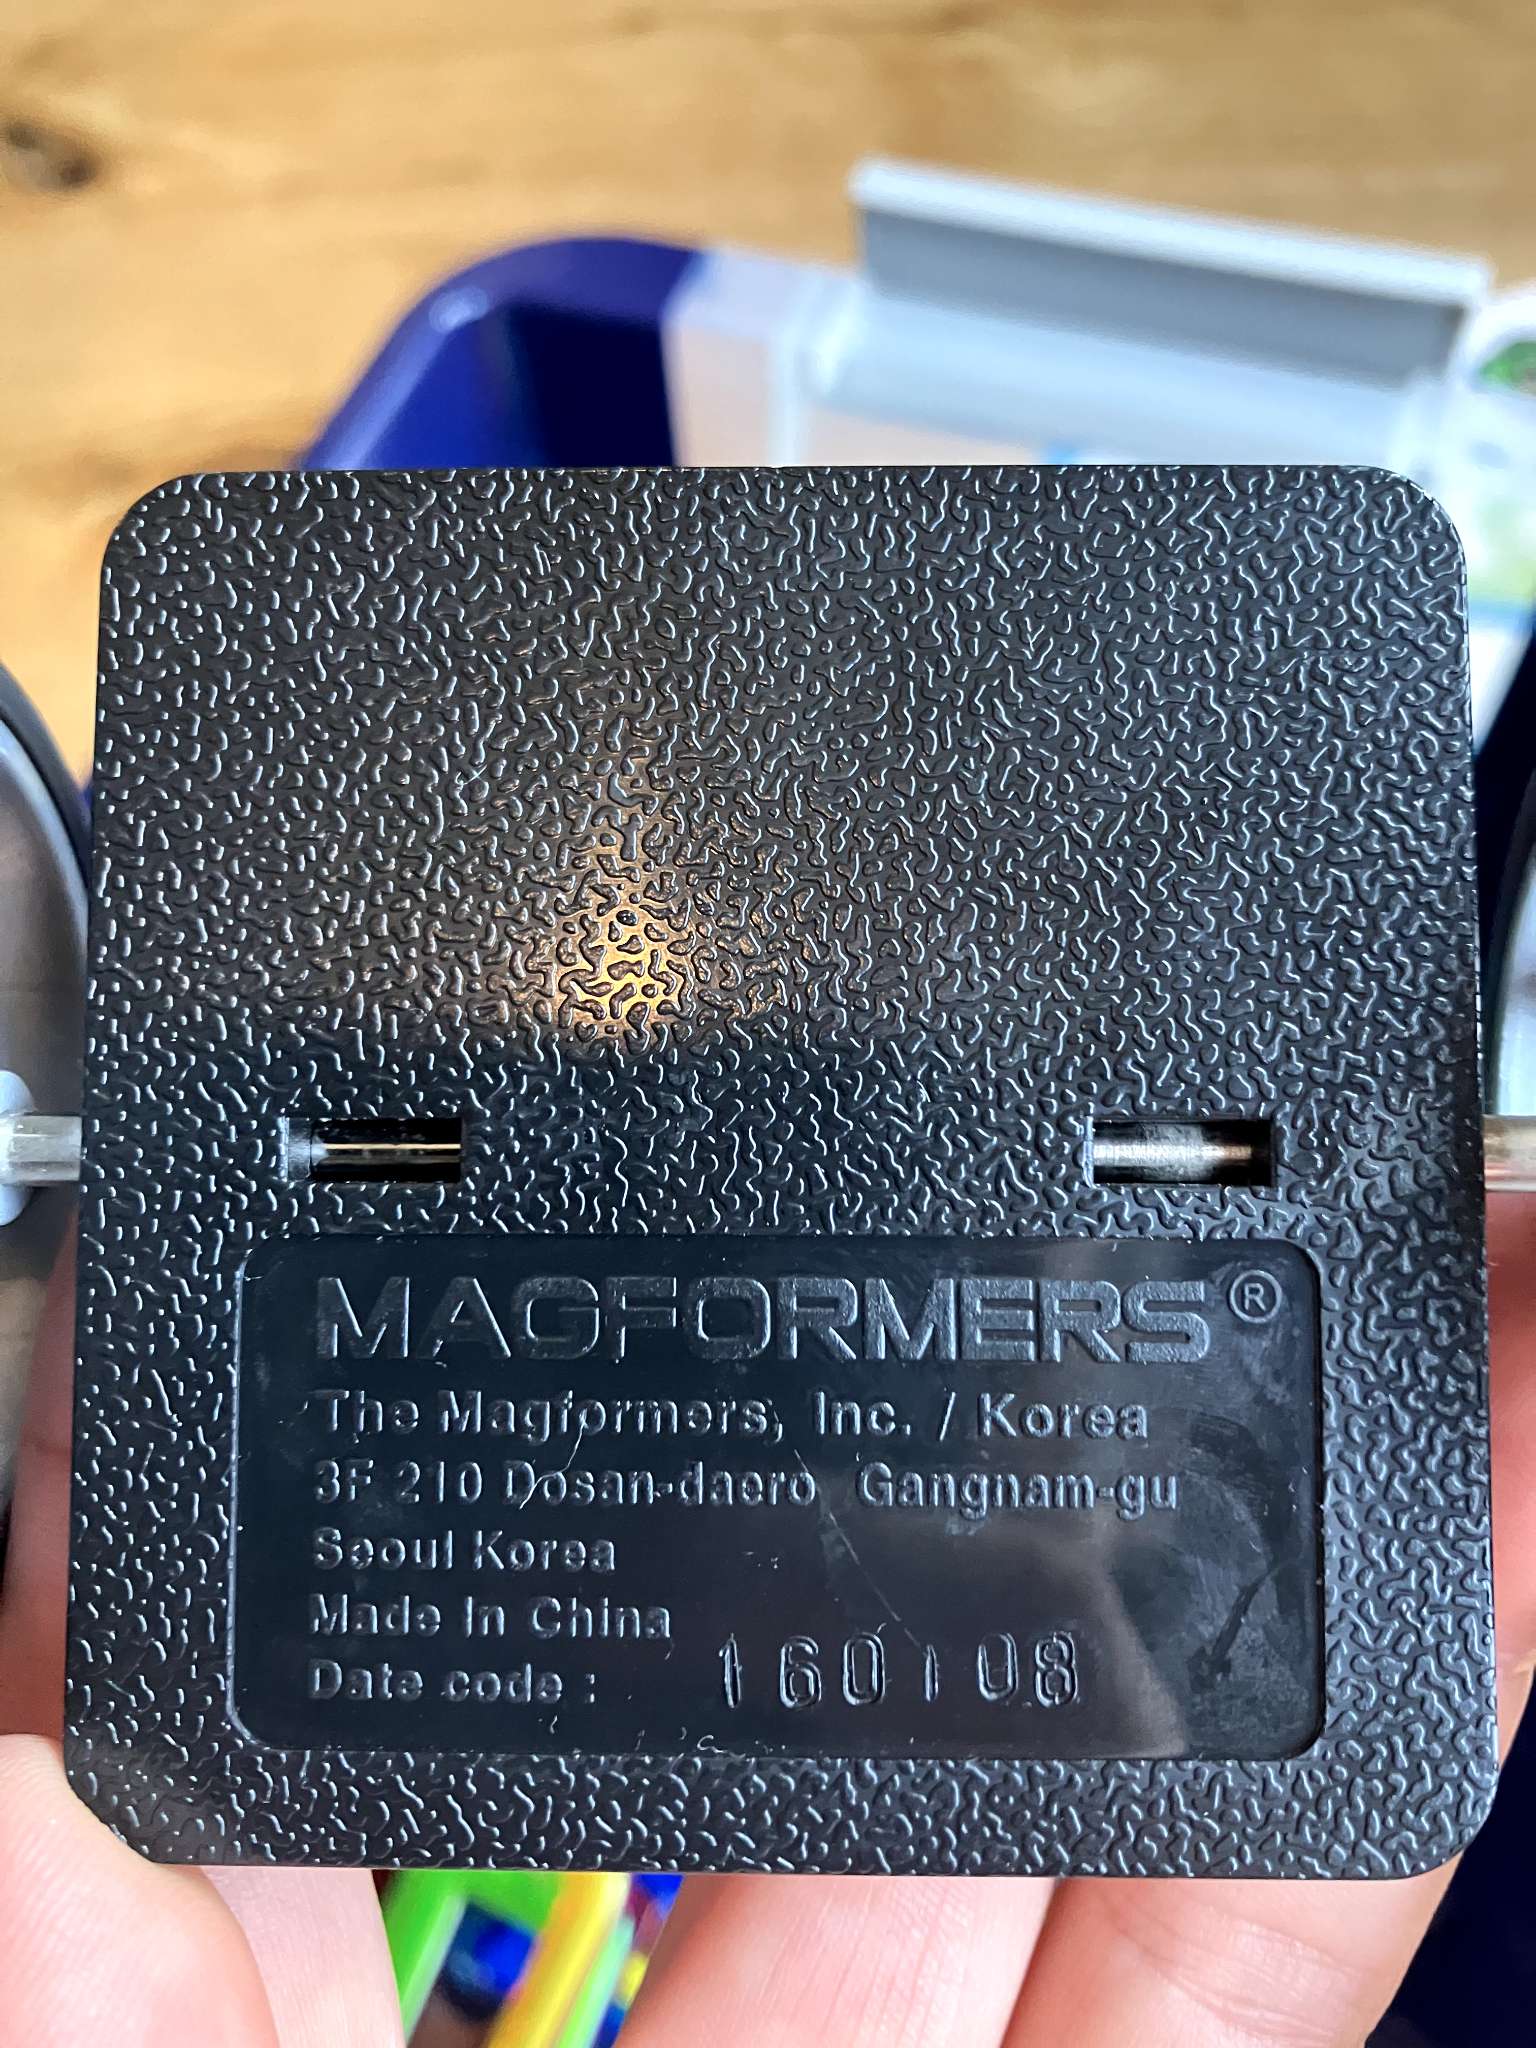 MAGFORMERS®
The Magformers, Inc. / Korea
3F 210 Dosan-daero Gangnam-gu
Seoul Korea
Made In China
Date code : 160108